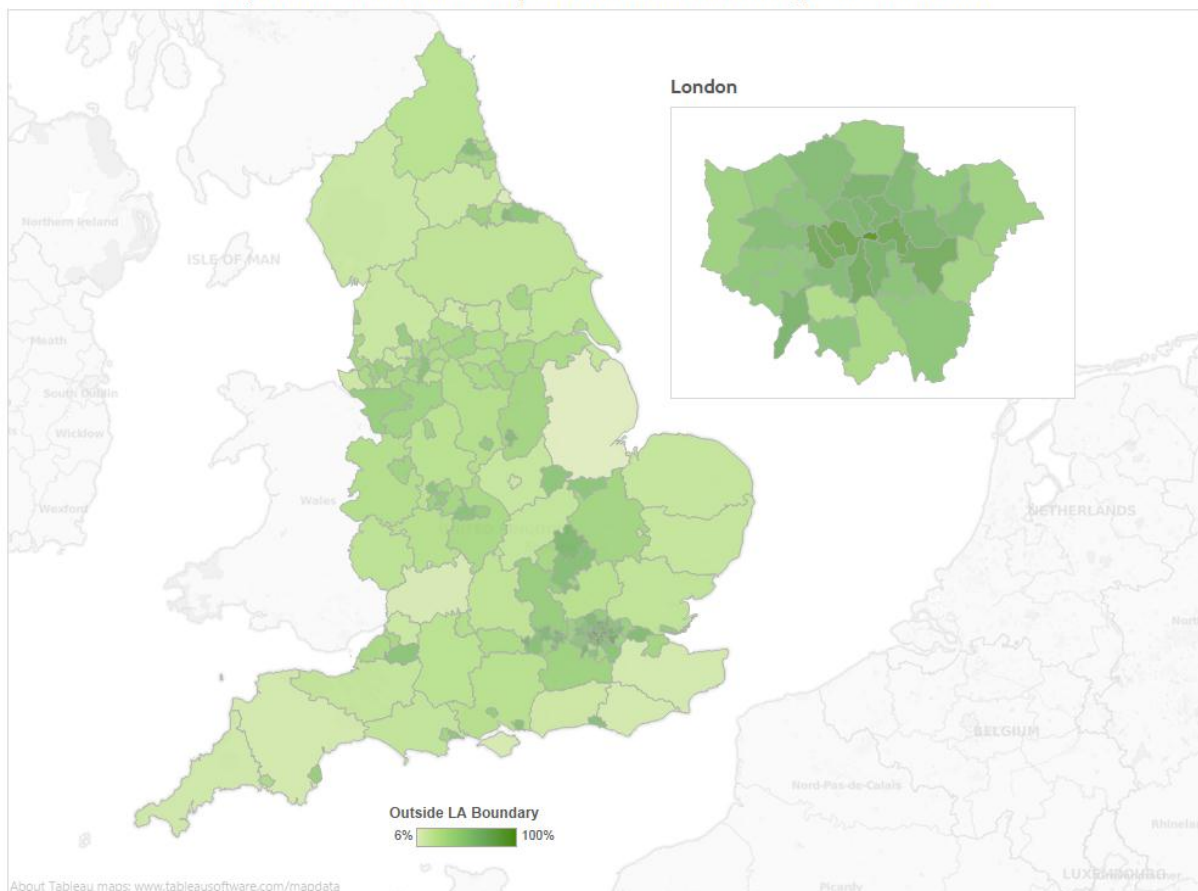 London
Northern Ireland
ISLE OF MAN
Meath
South Dublin
Wicklow
Wexford
Wales
NETHERLANDS
BELGIUM
Nord-Pas-de-Calais
Picardy
LUXEMBOURG
Outside LA Boundary
6% 100%
About Tableau maps: www.tableausoftware.com/mapdata